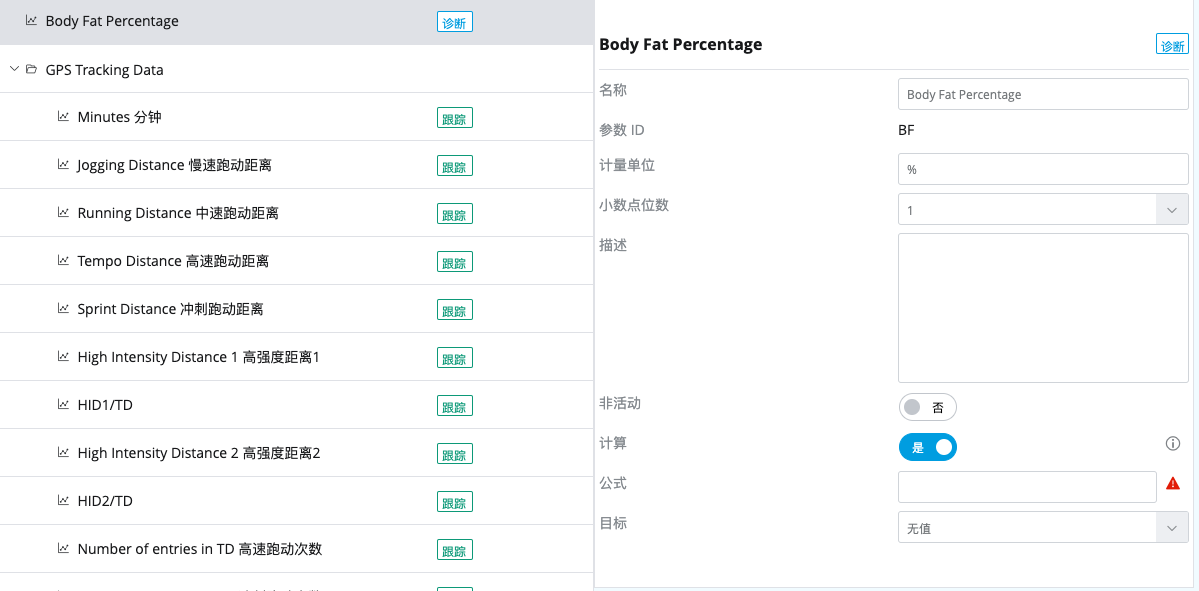 Body Fat Percentage 诊断
GPS Tracking Data
Minutes 分钟 跟踪
Jogging Distance 慢速跑动距离 跟踪
Running Distance 中速跑动距离 跟踪
Tempo Distance 高速跑动距离 跟踪
Sprint Distance 冲刺跑动距离 跟踪
High Intensity Distance 1 高强度距离1 跟踪
HID1/TD 跟踪
High Intensity Distance 2 高强度距离2 跟踪
HID2/TD 跟踪
Number of entries in TD 高速跑动次数 跟踪
Body Fat Percentage 诊断
名称 Body Fat Percentage
参数 ID BF
计量单位 %
小数点位数 1
描述
非活动 否
计算 是
公式
目标 无值